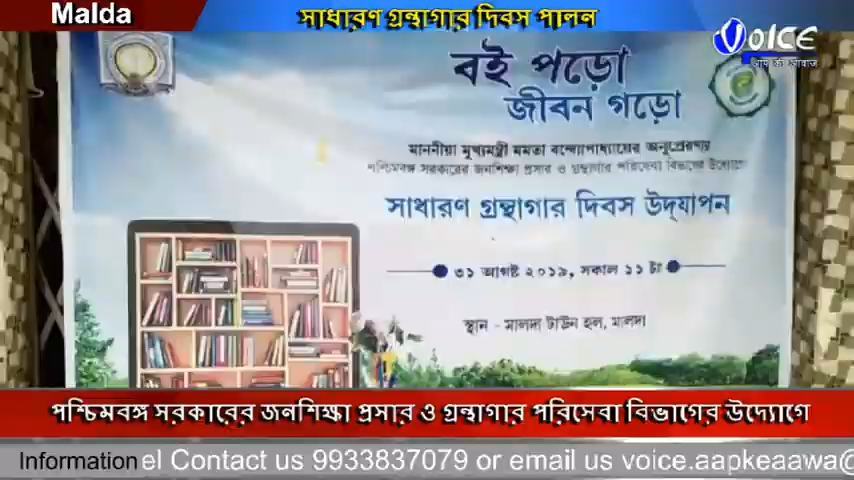 Malda
সাধারণ গ্রন্থাগার দিবস পালন
VOICE
বই পড়ো
জীবন গড়ো
মাননীয়া মুখ্যমন্ত্রী মমতা বন্দ্যোপাধ্যায়ের অনুপ্রেরণায়
পশ্চিমবঙ্গ সরকারের জনশিক্ষা প্রসার ও গ্রন্থাগার পরিসেবা বিভাগের উদ্যোগে
সাধারণ গ্রন্থাগার দিবস উদ্‌যাপন
৩১ আগষ্ট ২০১৯, সকাল ১১ টা
স্থান - মালদা টাউন হল, মালদা
পশ্চিমবঙ্গ সরকারের জনশিক্ষা প্রসার ও গ্রন্থাগার পরিসেবা বিভাগের উদ্যোগে
Information el Contact us 9933837079 or email us voice.aapkeaawa@